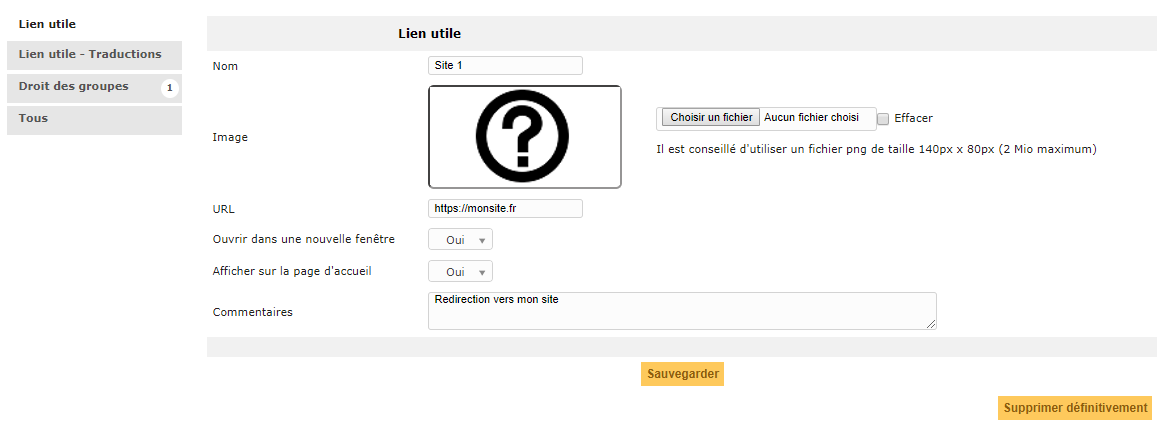 Lien utile
Lien utile - Traductions
Droit des groupes 1
Tous
Lien utile
Nom Site 1
Image ? Choisir un fichier Aucun fichier choisi Effacer
Il est conseillé d'utiliser un fichier png de taille 140px x 80px (2 Mio maximum)
URL https://monsite.fr
Ouvrir dans une nouvelle fenêtre Oui
Afficher sur la page d'accueil Oui
Commentaires Redirection vers mon site
Sauvegarder
Supprimer définitivement